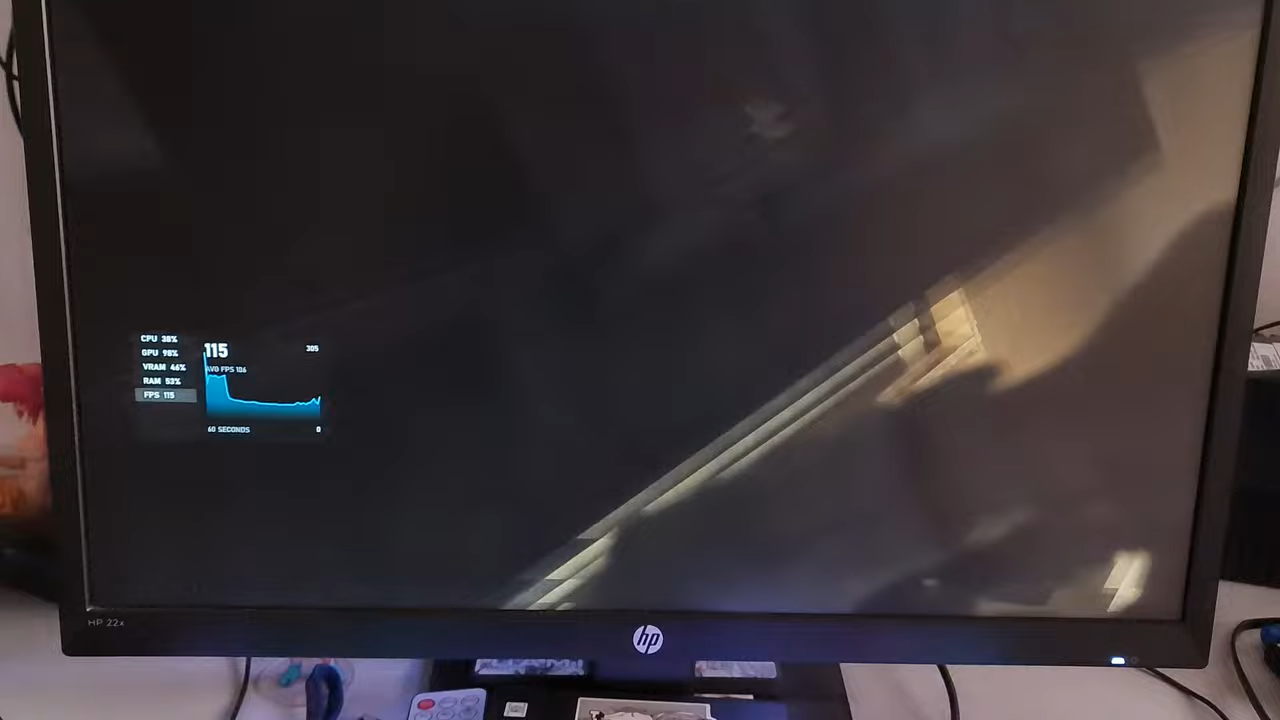 CPU 38%
GPU 98%
VRAM 46%
RAM 53%
FPS 115
115
305
AVG FPS 106
60 SECONDS
0
HP 22x
hp